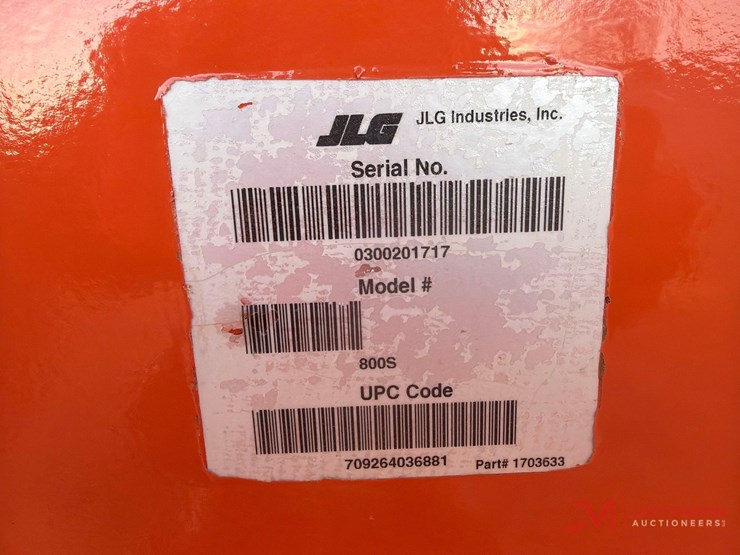 JLG JLG Industries, Inc.
Serial No.
0300201717
Model #
800S
UPC Code
709264036881 Part# 1703633
AUCTIONEERS